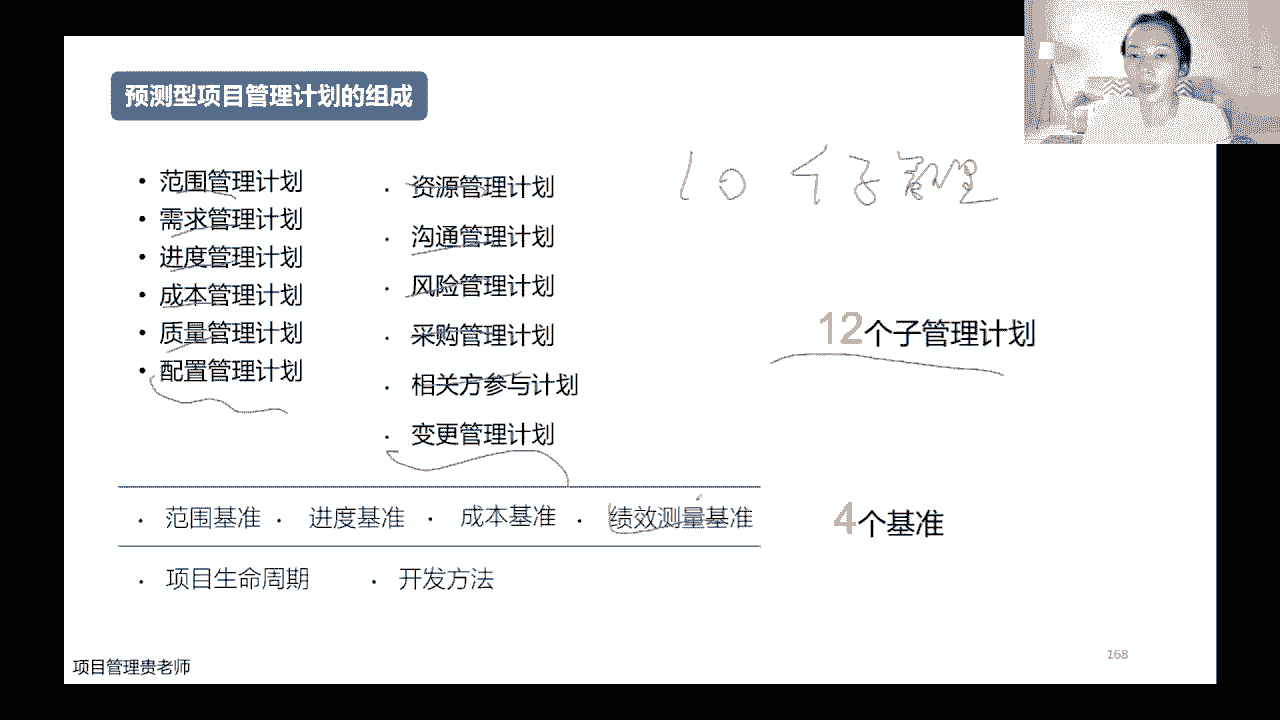 预测型项目管理计划的组成
• 范围管理计划
• 需求管理计划
• 进度管理计划
• 成本管理计划
• 质量管理计划
• 配置管理计划
· 资源管理计划
· 沟通管理计划
· 风险管理计划
· 采购管理计划
· 相关方参与计划
· 变更管理计划
10个子管理
12个子管理计划
· 范围基准 · 进度基准 · 成本基准 · 绩效测量基准
4个基准
· 项目生命周期 · 开发方法
项目管理贵老师
168